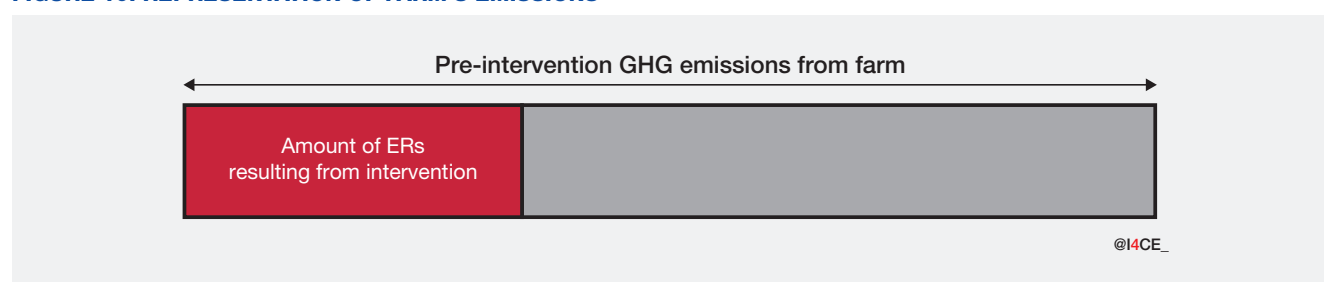 Pre-intervention GHG emissions from farm
Amount of ERs
resulting from intervention
@I4CE_